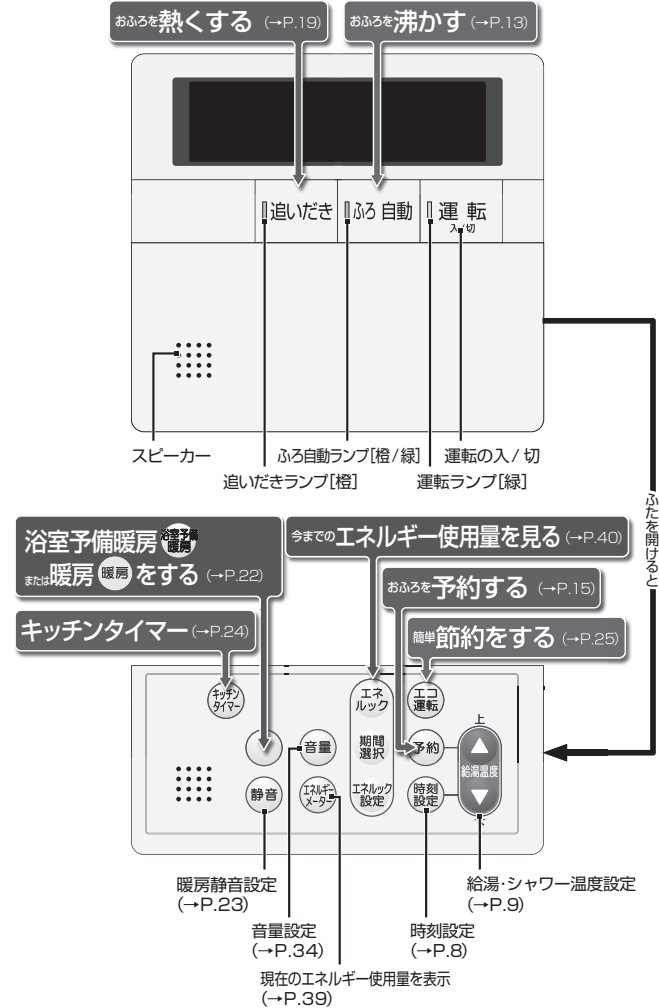 おふろを熱くする（→P.19） おふろを沸かす（→P.13）
追いだき ふろ 自動 運 転
入/切
スピーカー ふろ自動ランプ[橙/緑] 運転の入/切
追いだきランプ[橙] 運転ランプ[緑]
ふたを開けると
浴室予備暖房 浴室予備暖房
または暖房 暖房 をする（→P.22）
今までのエネルギー使用量を見る（→P.40）
おふろを予約する（→P.15）
キッチンタイマー（→P.24）
簡単節約をする（→P.25）
キッチン
タイマー
エネ
ルック
エコ
運転
上
音量
期間
選択
予約
給湯温度
静音
エネルギー
メーター
エネルック
設定
時刻
設定
下
暖房静音設定
（→P.23）
給湯・シャワー温度設定
（→P.9）
音量設定
（→P.34）
時刻設定
（→P.8）
現在のエネルギー使用量を表示
（→P.39）